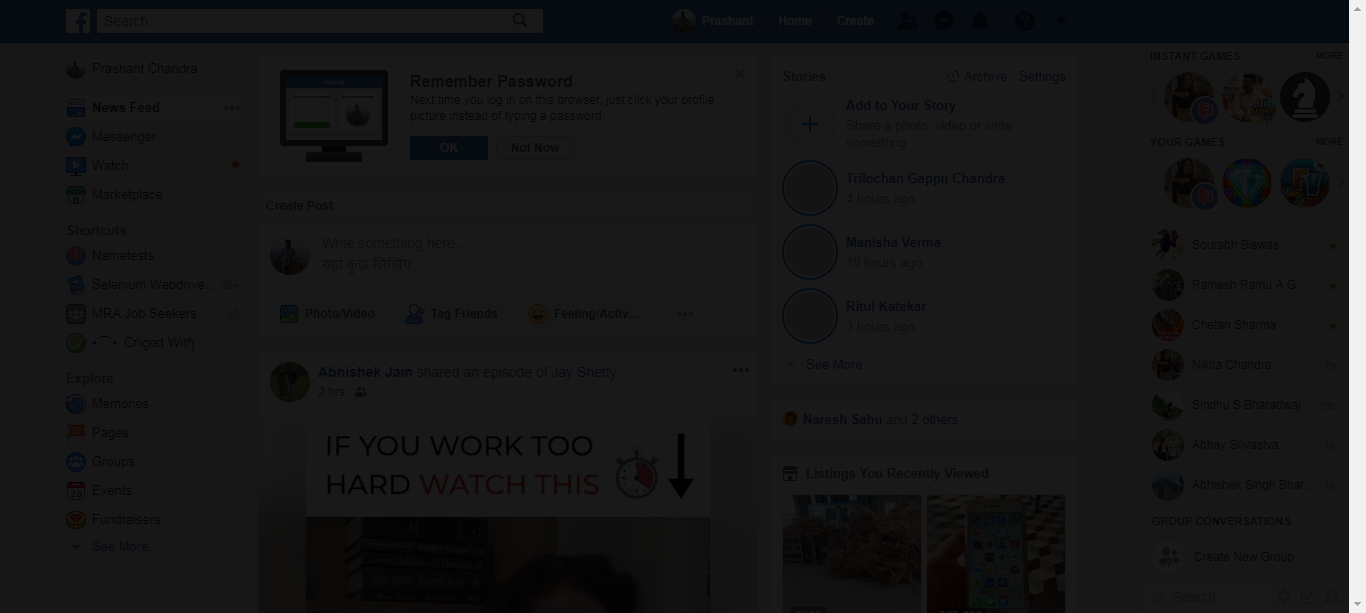 Search
Prashant
Home
Create
Prashant Chandra
News Feed
Messenger
Watch
Marketplace
Shortcuts
Nametests
Selenium Webdrive... 20+
MRA Job Seekers 10
Explore
Memories
Pages
Groups
Events
Fundraisers
See More...
Remember Password
Next time you log in on this browser, just click your profile
picture instead of typing a password.
OK
Not Now
Create Post
Write something here...
यहां कुछ लिखिए...
Photo/Video
Tag Friends
Feeling/Activ...
Abhishek Jain shared an episode of Jay Shetty.
2 hrs
IF YOU WORK TOO
HARD WATCH THIS
Stories
Archive
Settings
Add to Your Story
Share a photo, video or write
something
Trilochan Gappu Chandra
4 hours ago
Manisha Verma
19 hours ago
Ritul Katekar
3 hours ago
See More
Naresh Sahu and 2 others
Listings You Recently Viewed
INSTANT GAMES
MORE
YOUR GAMES
MORE
Sourabh Biswas
Ramesh Ramu A G
Chetan Sharma
Nikita Chandra
Sindhu S Bharadwaj
Abhay Srivastva
Abhishek Singh Bhar...
GROUP CONVERSATIONS
Create New Group
Search